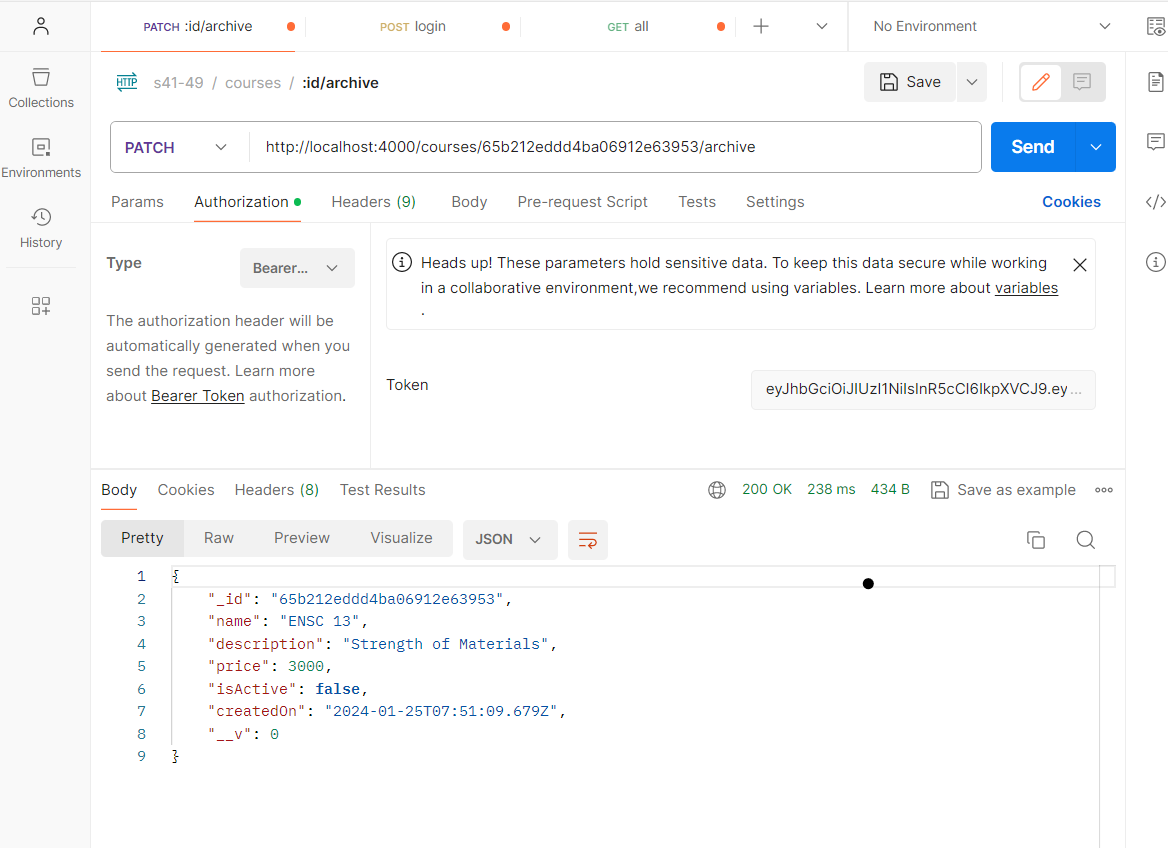 PATCH :id/archive
POST login
GET all
No Environment
Collections
Environments
History
HTTP s41-49 / courses / :id/archive
Save
PATCH
http://localhost:4000/courses/65b212eddd4ba06912e63953/archive
Send
Params Authorization Headers (9) Body Pre-request Script Tests Settings Cookies
Type
Bearer...
The authorization header will be
automatically generated when you
send the request. Learn more
about Bearer Token authorization.
Heads up! These parameters hold sensitive data. To keep this data secure while working
in a collaborative environment,we recommend using variables. Learn more about variables
.
Token
eyJhbGciOiJIUzI1NiIsInR5cCI6IkpXVCJ9.ey...
Body Cookies Headers (8) Test Results
200 OK 238 ms 434 B Save as example
Pretty Raw Preview Visualize JSON
1 {
2 "_id": "65b212eddd4ba06912e63953",
3 "name": "ENSC 13",
4 "description": "Strength of Materials",
5 "price": 3000,
6 "isActive": false,
7 "createdOn": "2024-01-25T07:51:09.679Z",
8 "__v": 0
9 }